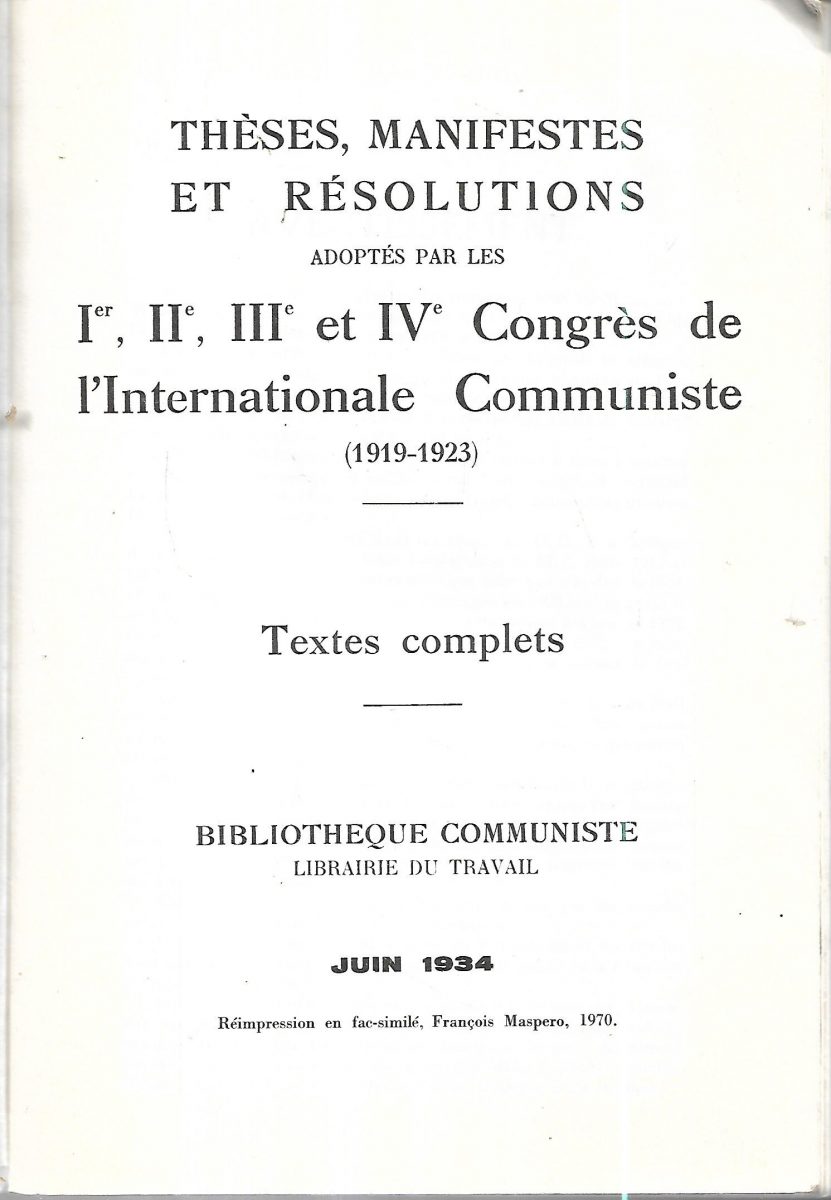 THÈSES, MANIFESTES
ET RÉSOLUTIONS
ADOPTÉS PAR LES
Ier, IIe, IIIe et IVe Congrès de
l'Internationale Communiste
(1919-1923)
Textes complets
BIBLIOTHEQUE COMMUNISTE
LIBRAIRIE DU TRAVAIL
JUIN 1934
Réimpression en fac-similé, François Maspero, 1970.